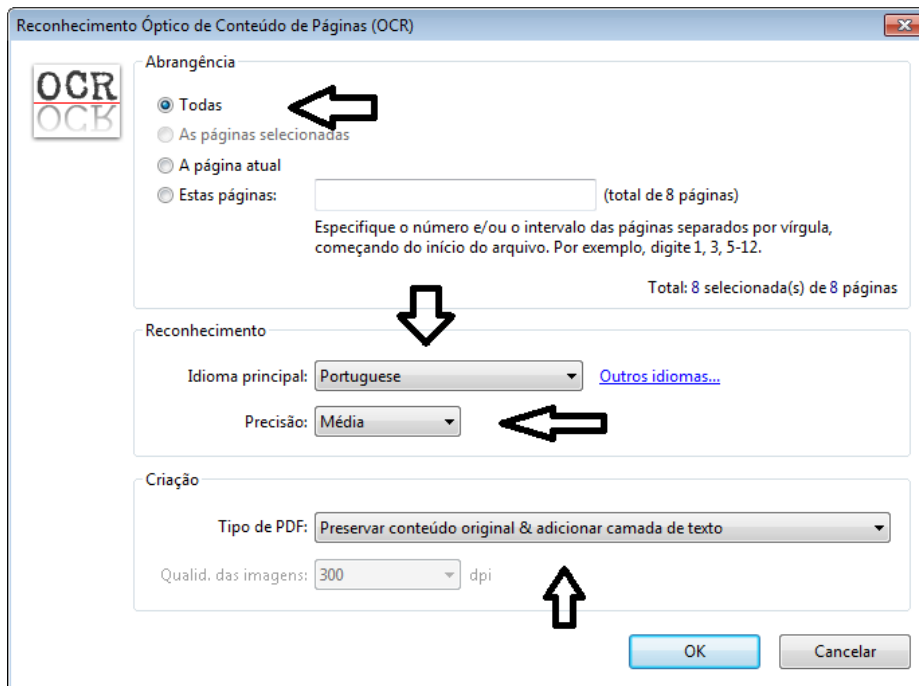 Reconhecimento Óptico de Conteúdo de Páginas (OCR)
OCR
OCR
Abrangência
Todas
As páginas selecionadas
A página atual
Estas páginas: (total de 8 páginas)
Especifique o número e/ou o intervalo das páginas separados por vírgula,
começando do início do arquivo. Por exemplo, digite 1, 3, 5-12.
Total: 8 selecionada(s) de 8 páginas
Reconhecimento
Idioma principal: Portuguese Outros idiomas...
Precisão: Média
Criação
Tipo de PDF: Preservar conteúdo original & adicionar camada de texto
Qualid. das imagens: 300 dpi
OK Cancelar